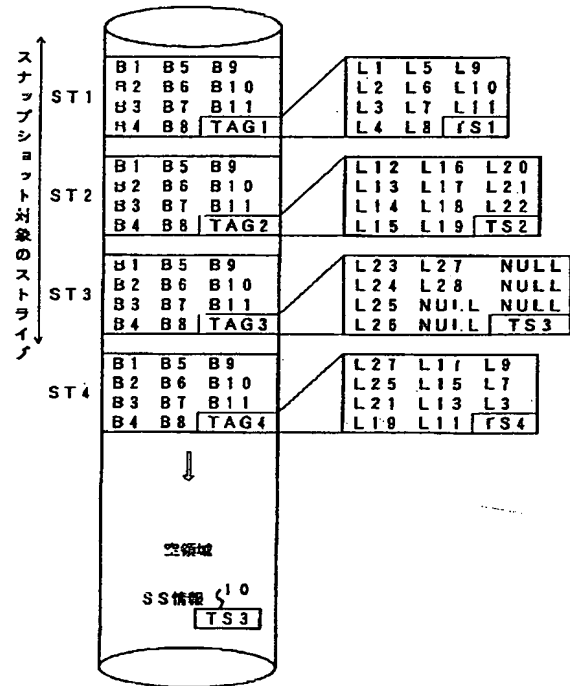 スナップショット対象のストライプ
ST1
B1 B5 B9
B2 B6 B10
B3 B7 B11
B4 B8 TAG1
L1 L5 L9
L2 L6 L10
L3 L7 L11
L4 L8 TS1
ST2
B1 B5 B9
B2 B6 B10
B3 B7 B11
B4 B8 TAG2
L12 L16 L20
L13 L17 L21
L14 L18 L22
L15 L19 TS2
ST3
B1 B5 B9
B2 B6 B10
B3 B7 B11
B4 B8 TAG3
L23 L27 NULL
L24 L28 NULL
L25 NULL NULL
L26 NULL TS3
ST4
B1 B5 B9
B2 B6 B10
B3 B7 B11
B4 B8 TAG4
L27 L17 L9
L25 L15 L7
L21 L13 L3
L19 L11 TS4
空領域
SS情報 10
TS3